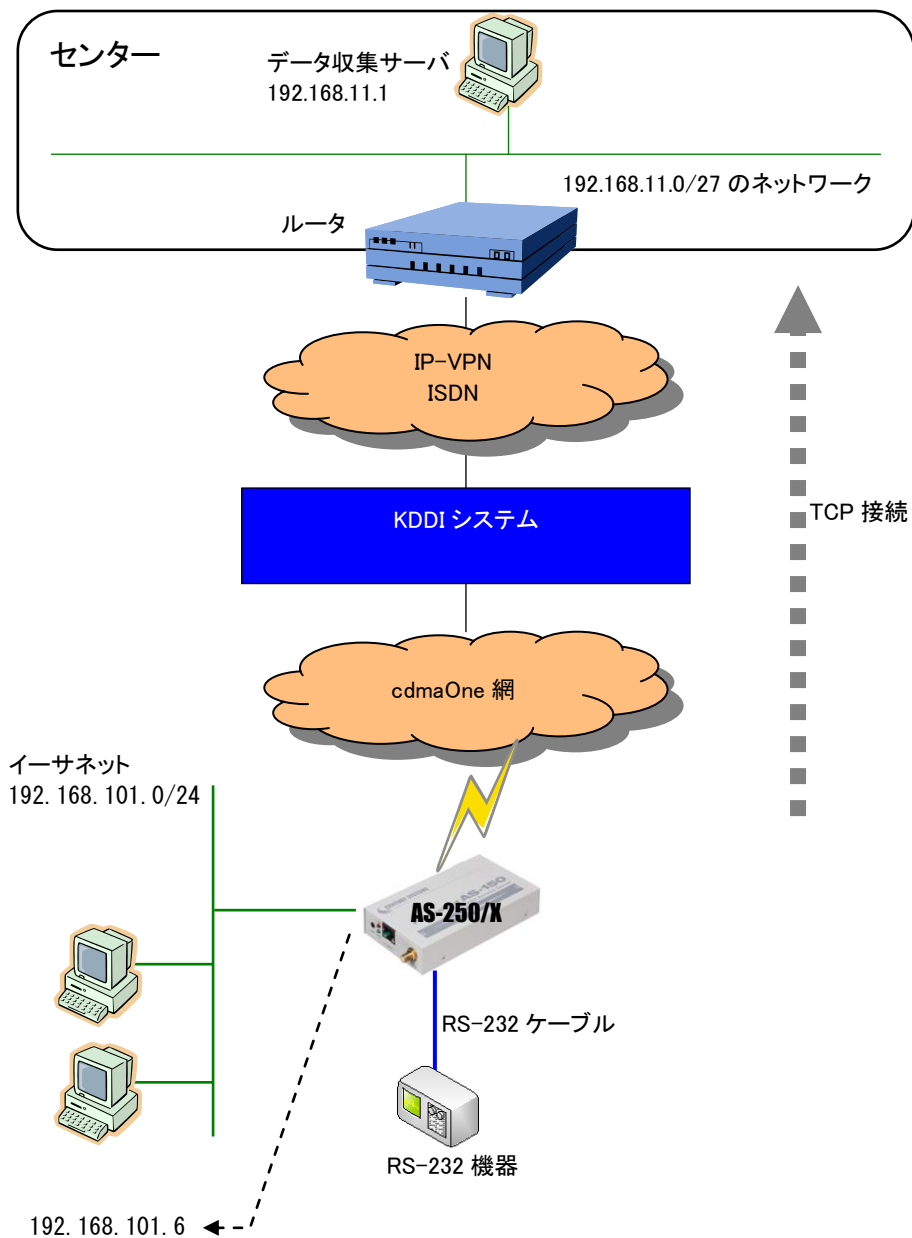 センター
データ収集サーバ
192.168.11.1
192.168.11.0/27 のネットワーク
ルータ
IP-VPN
ISDN
KDDI システム
TCP 接続
cdmaOne 網
イーサネット
192.168.101.0/24
AS-150
AS-250/X
RS-232 ケーブル
RS-232 機器
192.168.101.6